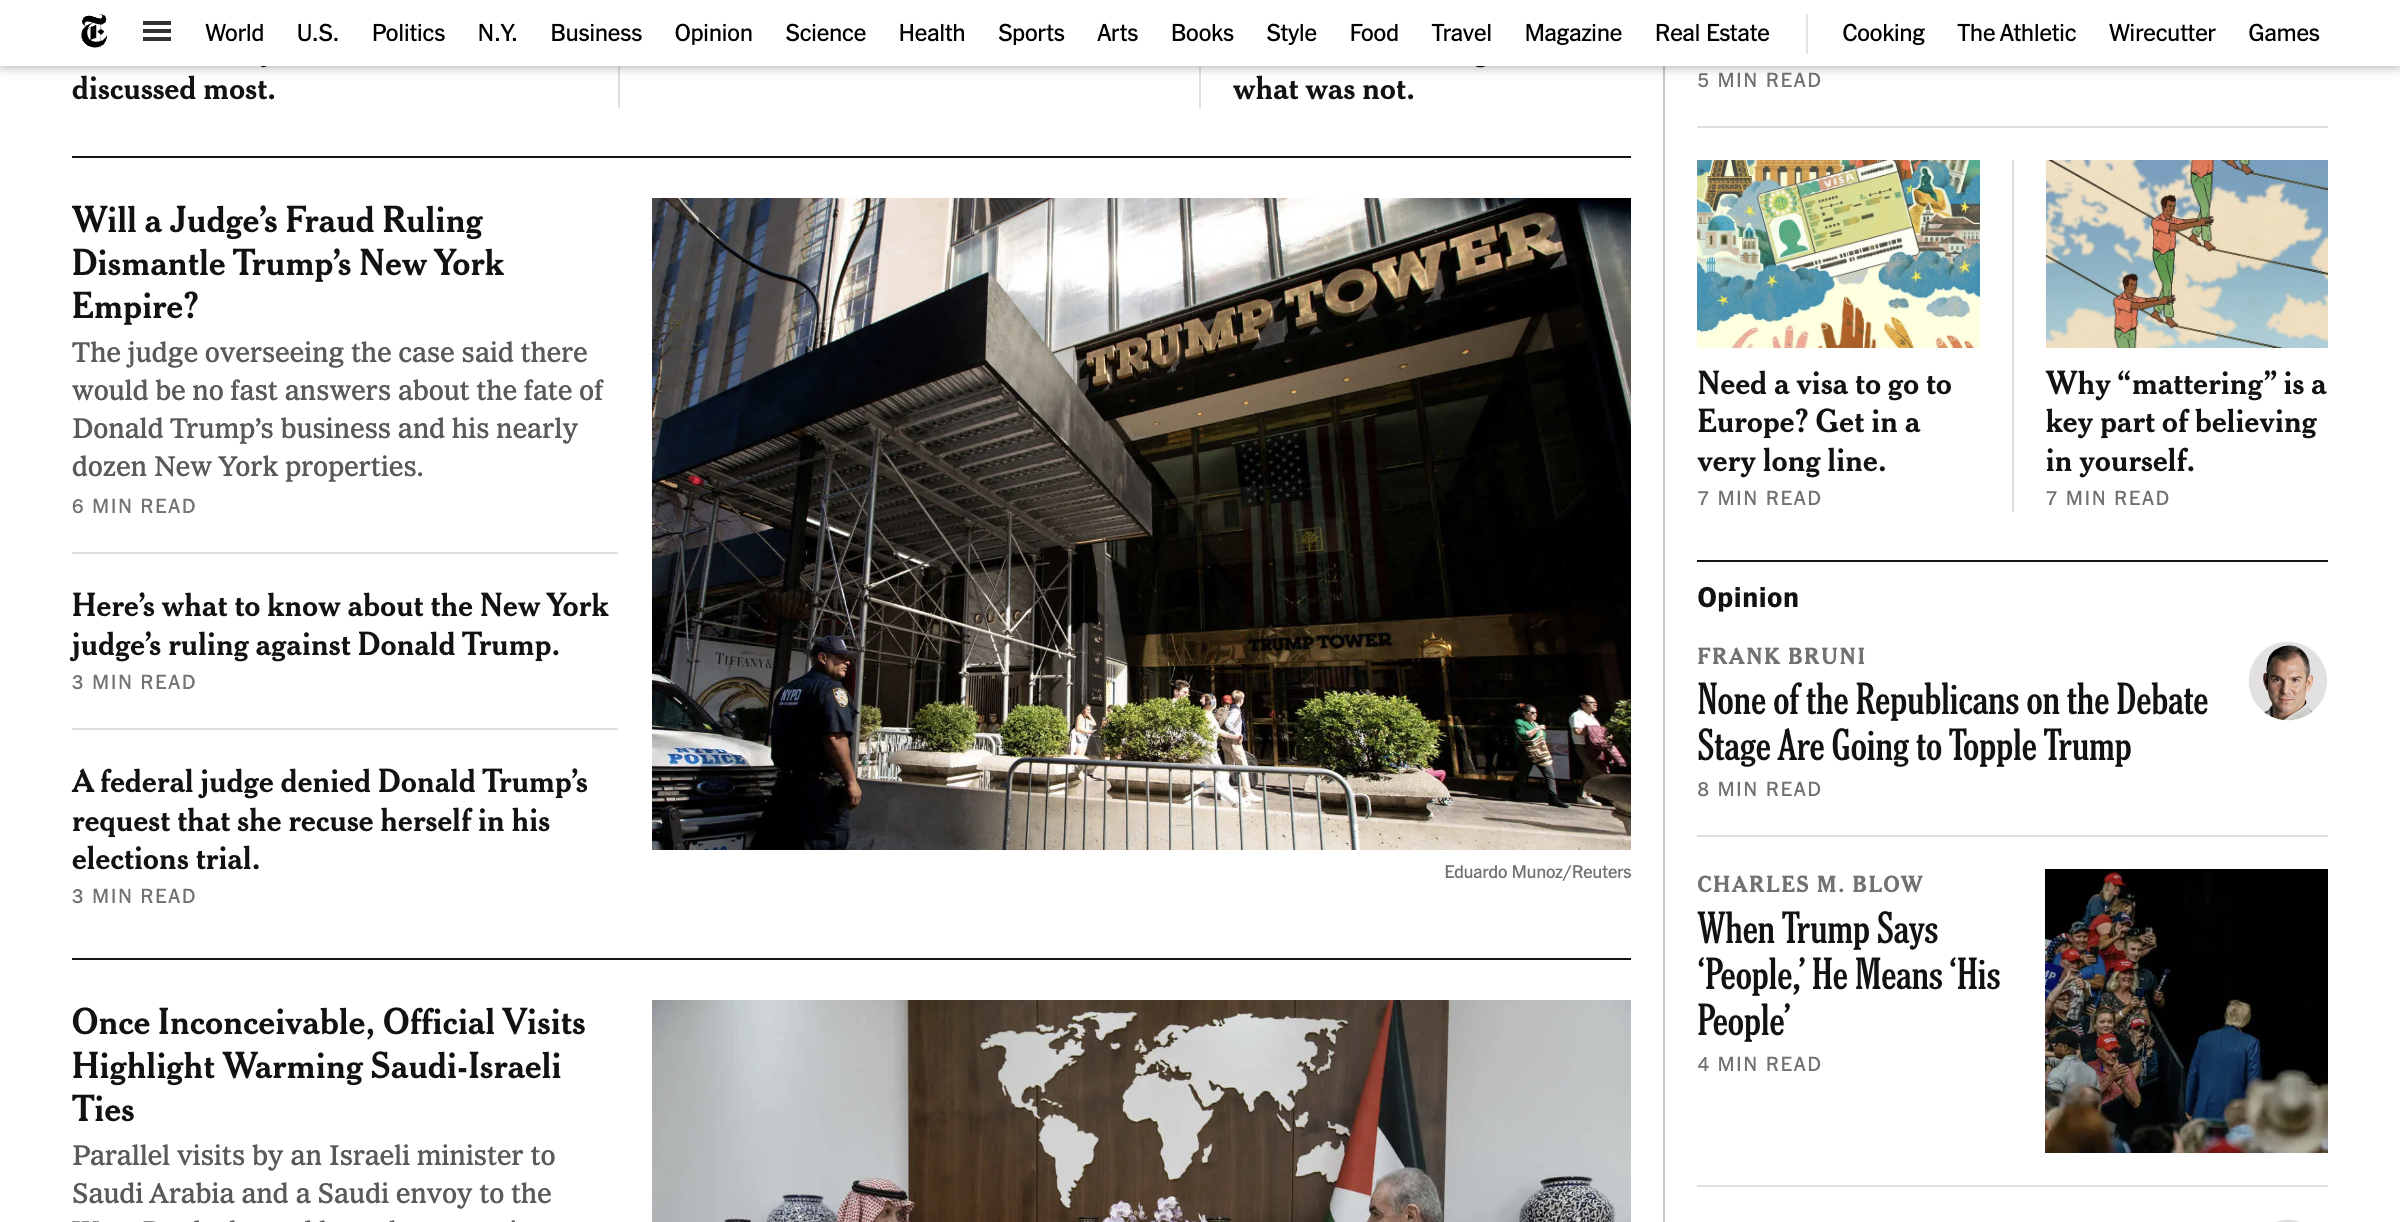 World U.S. Politics N.Y. Business Opinion Science Health Sports Arts Books Style Food Travel Magazine Real Estate Cooking The Athletic Wirecutter Games
discussed most.
what was not.
5 MIN READ
Will a Judge’s Fraud Ruling
Dismantle Trump’s New York
Empire?
The judge overseeing the case said there
would be no fast answers about the fate of
Donald Trump’s business and his nearly
dozen New York properties.
6 MIN READ
Here’s what to know about the New York
judge’s ruling against Donald Trump.
3 MIN READ
A federal judge denied Donald Trump’s
request that she recuse herself in his
elections trial.
3 MIN READ
TRUMP TOWER
TRUMP TOWER
TIFFANY &
NYPD
NYPD
POLICE
Eduardo Munoz/Reuters
Once Inconceivable, Official Visits
Highlight Warming Saudi-Israeli
Ties
Parallel visits by an Israeli minister to
Saudi Arabia and a Saudi envoy to the
VISA
Need a visa to go to
Europe? Get in a
very long line.
7 MIN READ
Why “mattering” is a
key part of believing
in yourself.
7 MIN READ
Opinion
FRANK BRUNI
None of the Republicans on the Debate
Stage Are Going to Topple Trump
8 MIN READ
CHARLES M. BLOW
When Trump Says
‘People,’ He Means ‘His
People’
4 MIN READ